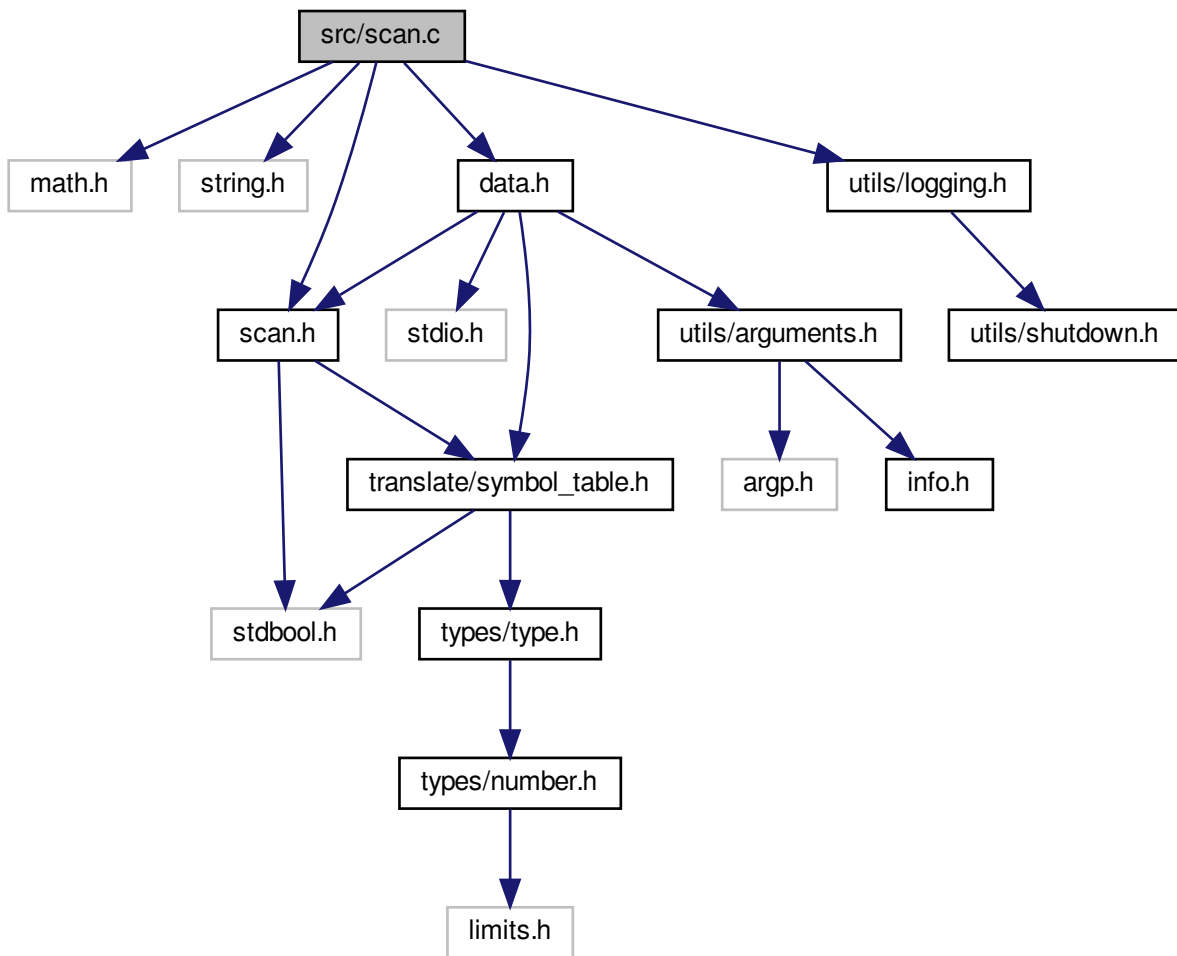 src/scan.c
math.h
string.h
data.h
utils/logging.h
scan.h
stdio.h
utils/arguments.h
utils/shutdown.h
translate/symbol_table.h
argp.h
info.h
stdbool.h
types/type.h
types/number.h
limits.h